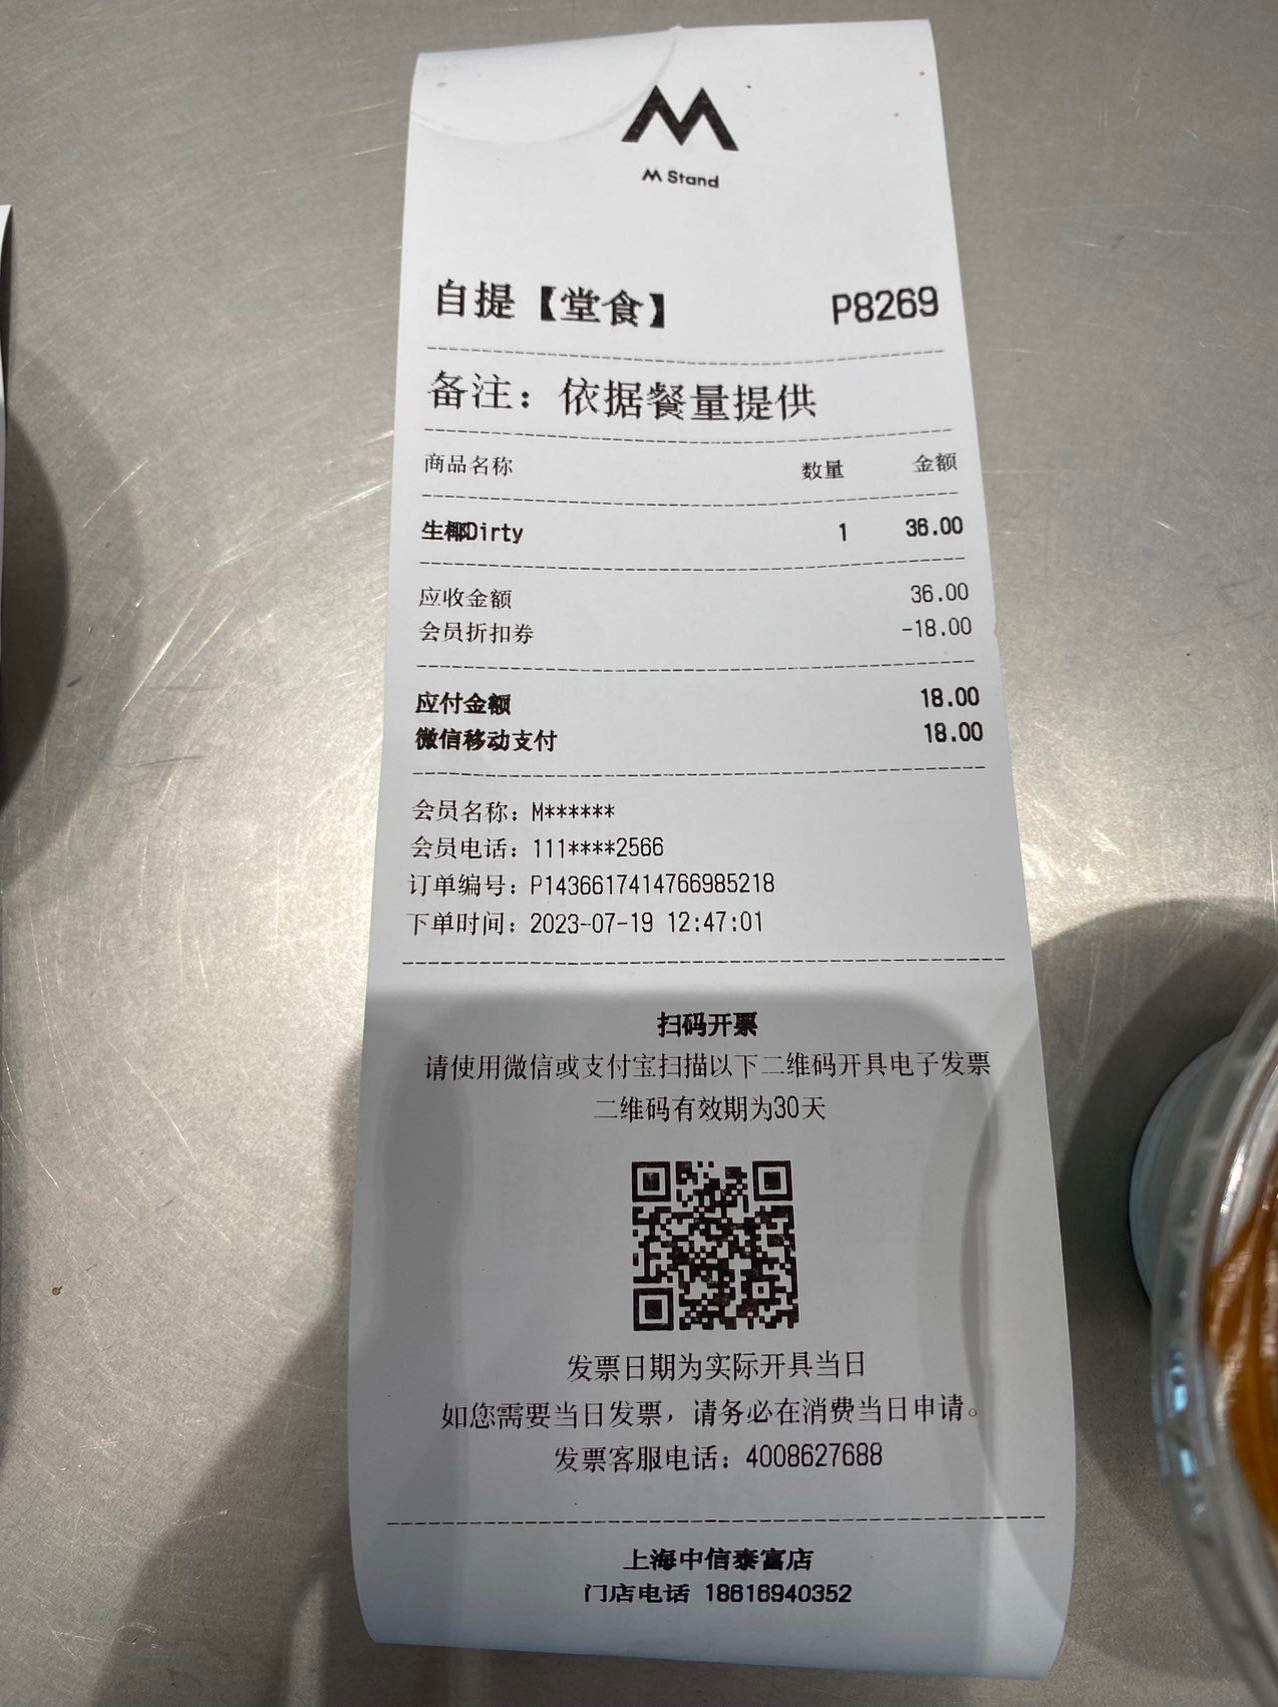 M
M Stand
自提【堂食】 P8269
备注：依据餐量提供
商品名称 数量 金额
生椰Dirty 1 36.00
应收金额 36.00
会员折扣券 -18.00
应付金额 18.00
微信移动支付 18.00
会员名称：M******
会员电话：111****2566
订单编号：P1436617414766985218
下单时间：2023-07-19 12:47:01
扫码开票
请使用微信或支付宝扫描以下二维码开具电子发票
二维码有效期为30天
发票日期为实际开具当日
如您需要当日发票，请务必在消费当日申请。
发票客服电话：4008627688
上海中信泰富店
门店电话 18616940352